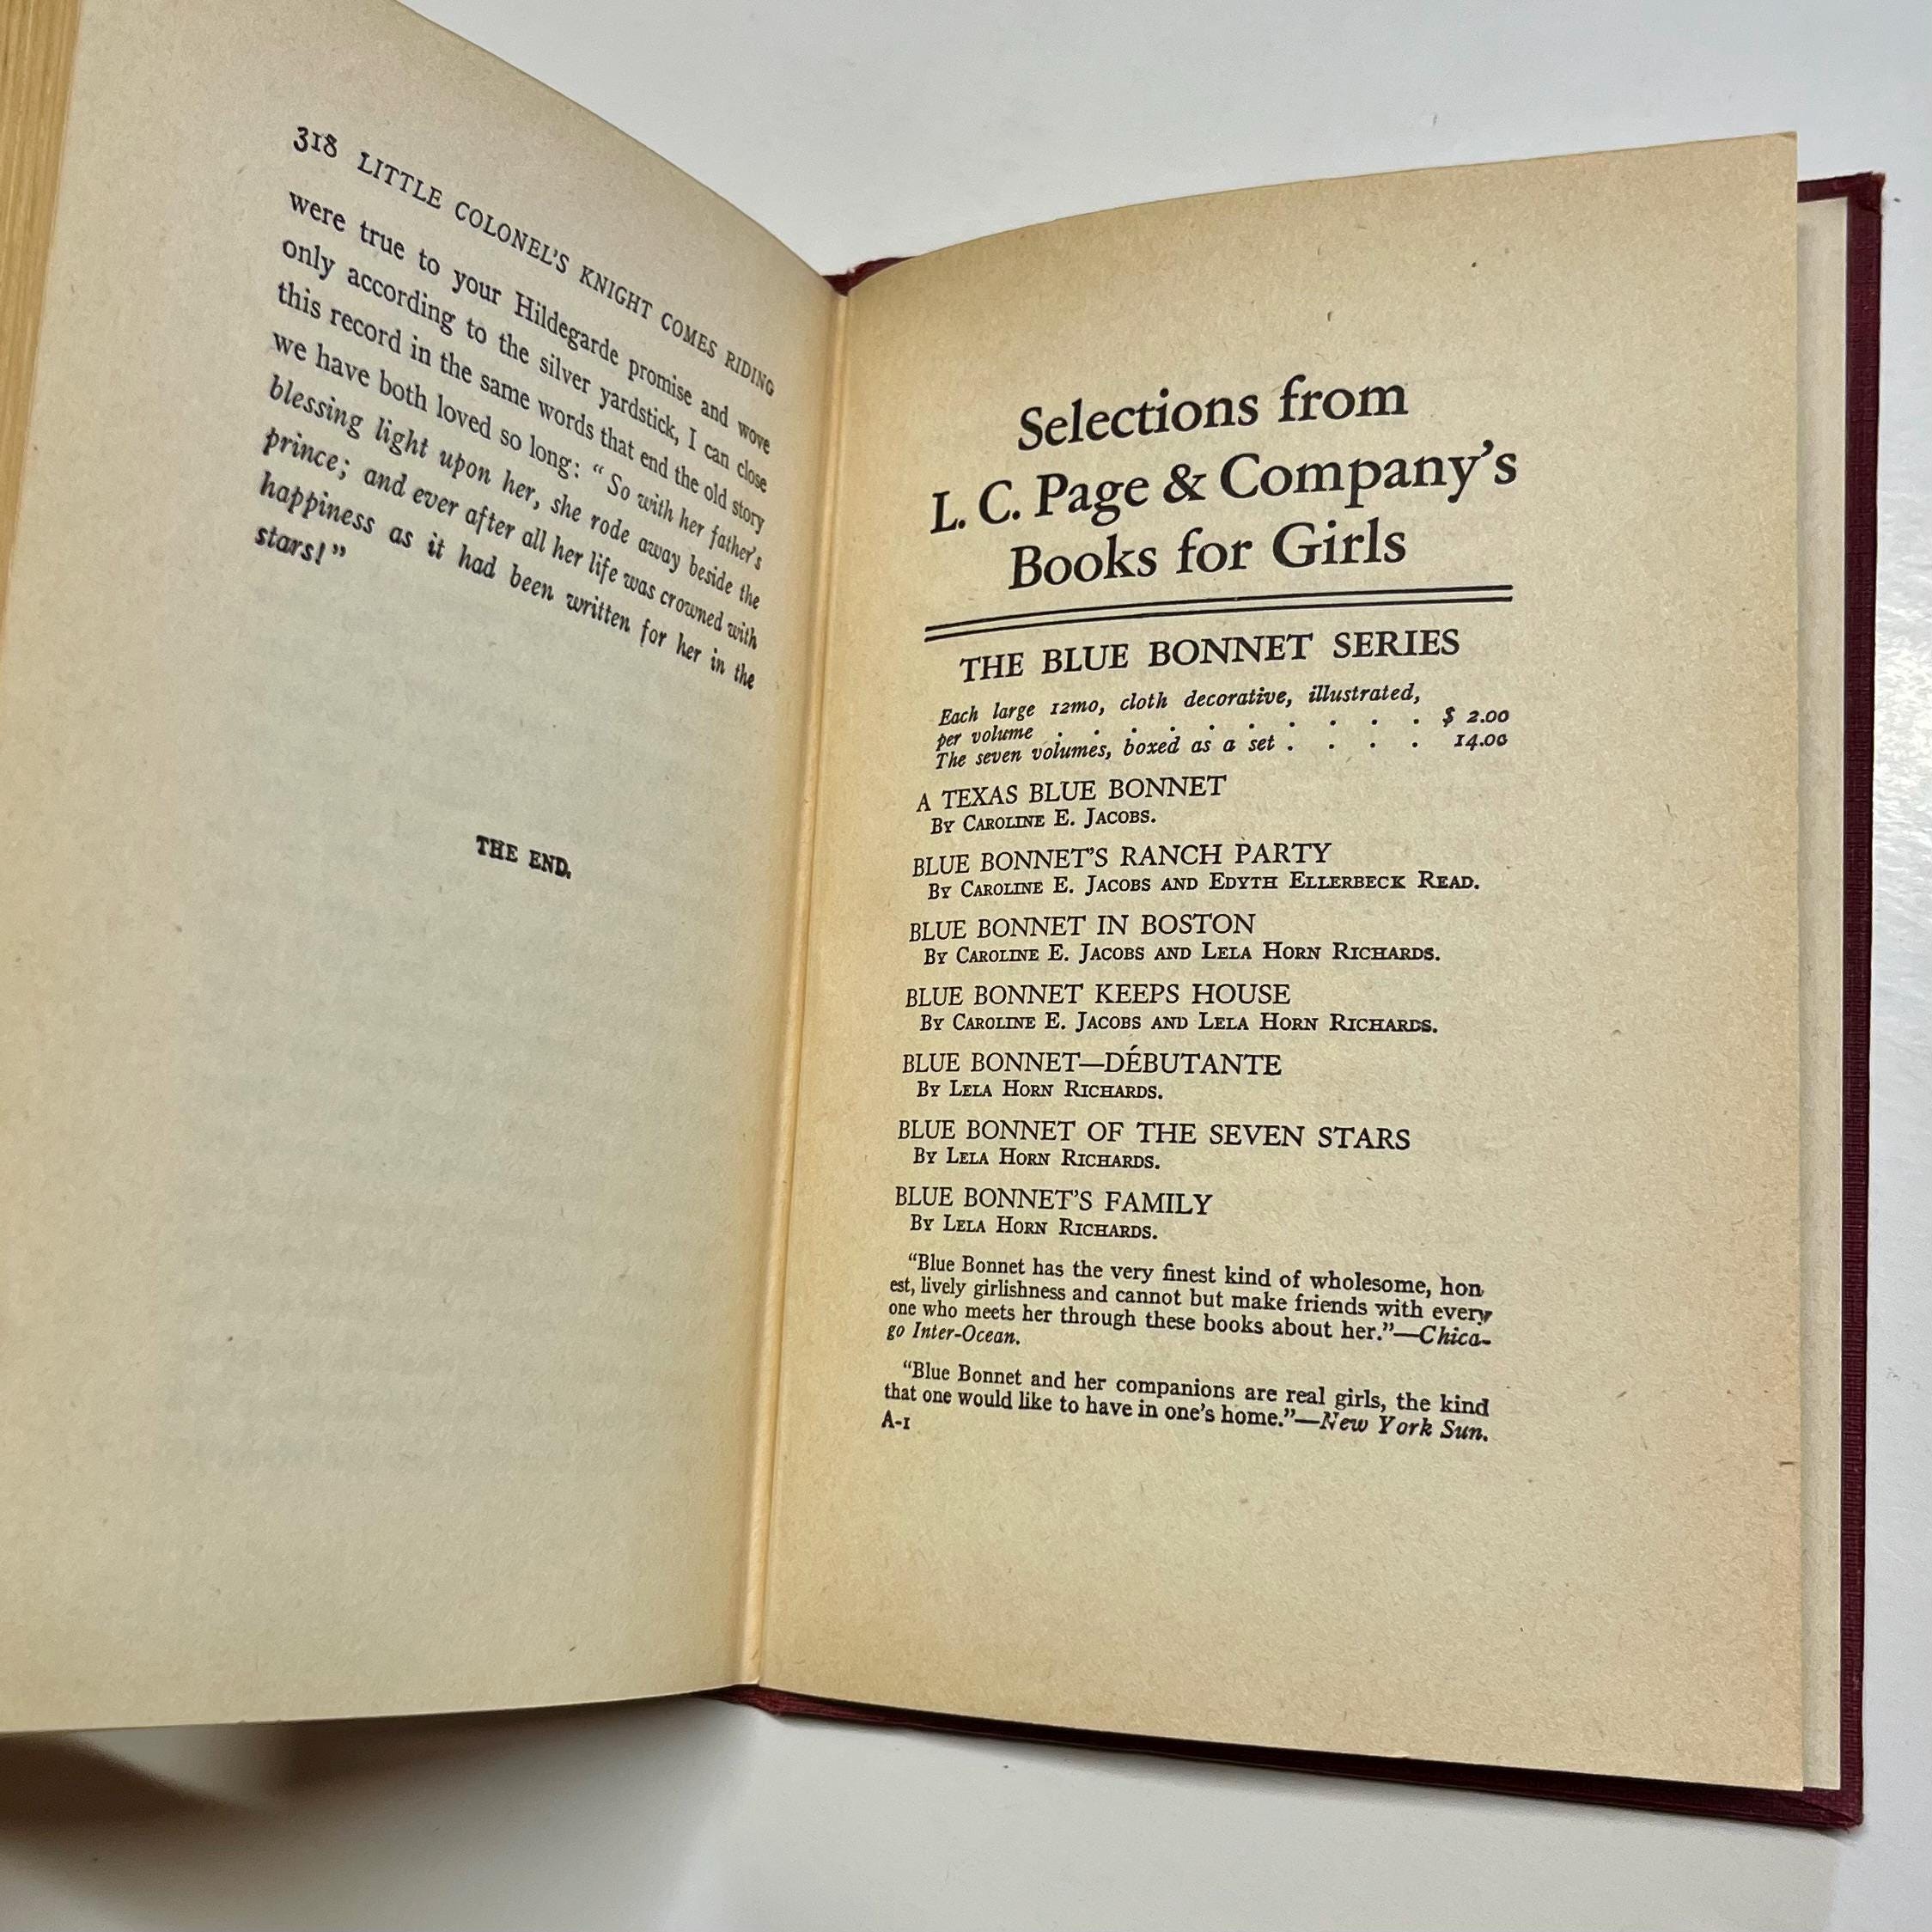 318 LITTLE COLONEL'S KNIGHT COMES RIDING
were true to your Hildegarde promise and wove
only according to the silver yardstick, I can close
this record in the same words that end the old story
we have both loved so long: “ So with her father's
blessing light upon her, she rode away beside the
prince; and ever after all her life was crowned with
happiness as it had been written for her in the
stars!”
THE END.
Selections from
L. C. Page & Company’s
Books for Girls
THE BLUE BONNET SERIES
Each large 12mo, cloth decorative, illustrated,
per volume . . . . . . . . . . $ 2.00
The seven volumes, boxed as a set . . . . 14.00
A TEXAS BLUE BONNET
By Caroline E. Jacobs.
BLUE BONNET’S RANCH PARTY
By Caroline E. Jacobs and Edyth Ellerbeck Read.
BLUE BONNET IN BOSTON
By Caroline E. Jacobs and Lela Horn Richards.
BLUE BONNET KEEPS HOUSE
By Caroline E. Jacobs and Lela Horn Richards.
BLUE BONNET—DÉBUTANTE
By Lela Horn Richards.
BLUE BONNET OF THE SEVEN STARS
By Lela Horn Richards.
BLUE BONNET’S FAMILY
By Lela Horn Richards.
“Blue Bonnet has the very finest kind of wholesome, hon-
est, lively girlishness and cannot but make friends with every
one who meets her through these books about her.”—Chica-
go Inter-Ocean.
“Blue Bonnet and her companions are real girls, the kind
that one would like to have in one’s home.”—New York Sun.
A-1